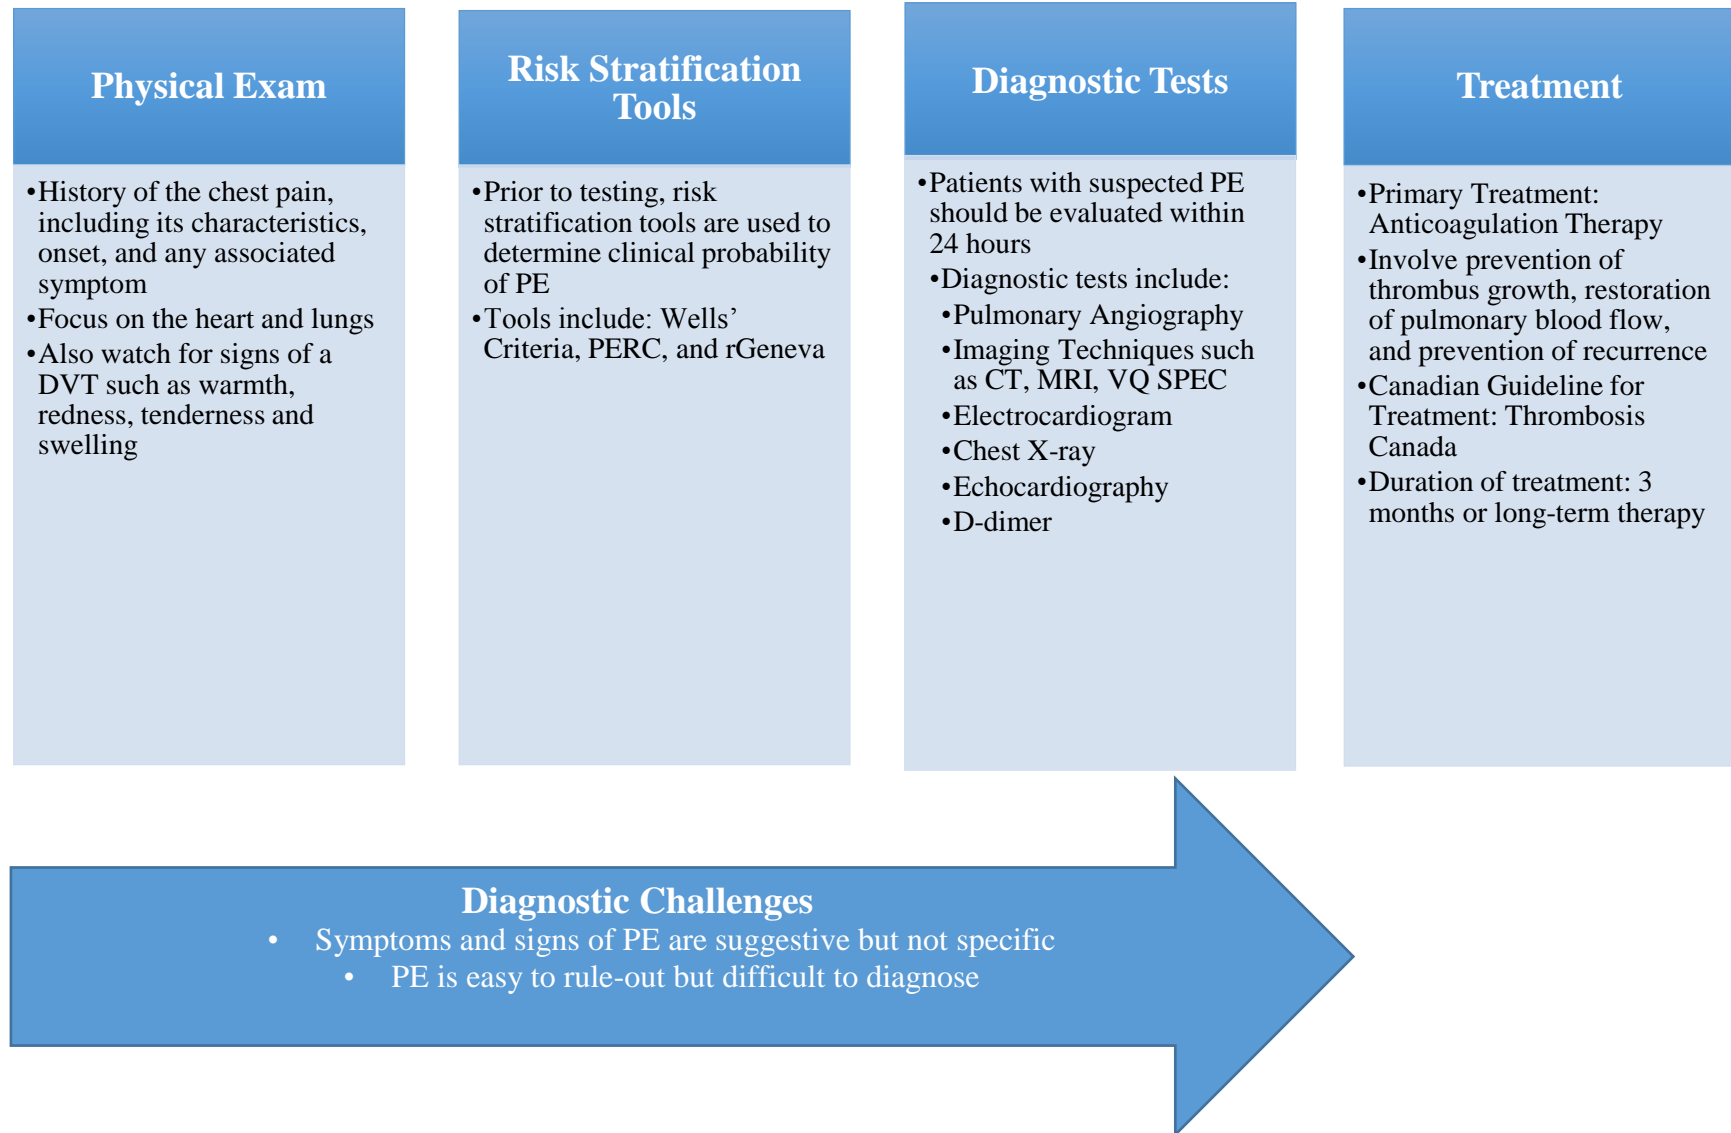 Physical Exam
•History of the chest pain,
including its characteristics,
onset, and any associated
symptom
•Focus on the heart and lungs
•Also watch for signs of a
DVT such as warmth,
redness, tenderness and
swelling
Risk Stratification
Tools
•Prior to testing, risk
stratification tools are used to
determine clinical probability
of PE
•Tools include: Wells’
Criteria, PERC, and rGeneva
Diagnostic Tests
•Patients with suspected PE
should be evaluated within
24 hours
•Diagnostic tests include:
•Pulmonary Angiography
•Imaging Techniques such
as CT, MRI, VQ SPEC
•Electrocardiogram
•Chest X-ray
•Echocardiography
•D-dimer
Treatment
•Primary Treatment:
Anticoagulation Therapy
•Involve prevention of
thrombus growth, restoration
of pulmonary blood flow,
and prevention of recurrence
•Canadian Guideline for
Treatment: Thrombosis
Canada
•Duration of treatment: 3
months or long-term therapy
Diagnostic Challenges
• Symptoms and signs of PE are suggestive but not specific
• PE is easy to rule-out but difficult to diagnose